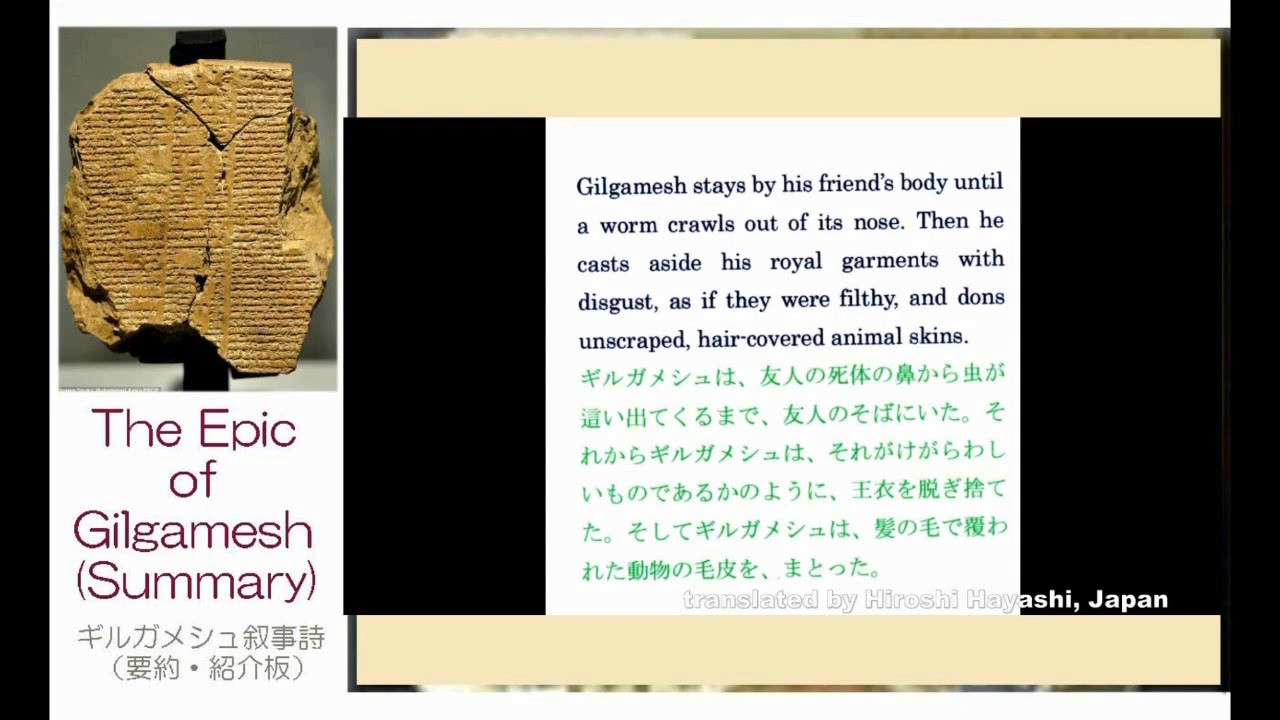 The Epic
of
Gilgamesh
(Summary)
ギルガメシュ叙事詩
(要約・紹介板)
Gilgamesh stays by his friend's body until
a worm crawls out of its nose. Then he
casts aside his royal garments with
disgust, as if they were filthy, and dons
unscraped, hair-covered animal skins.
ギルガメシュは、友人の死体の鼻から虫が
這い出てくるまで、友人のそばにいた。そ
れからギルガメシュは、それがけがらわし
いものであるかのように、王衣を脱ぎ捨て
た。そしてギルガメシュは、髪の毛で覆わ
れた動物の毛皮を、まとった。
translated by Hiroshi Hayashi, Japan